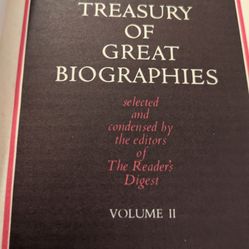 TREASURY
OF
GREAT
BIOGRAPHIES
selected
and
condensed by
the editors
of
The Reader's
Digest
VOLUME II